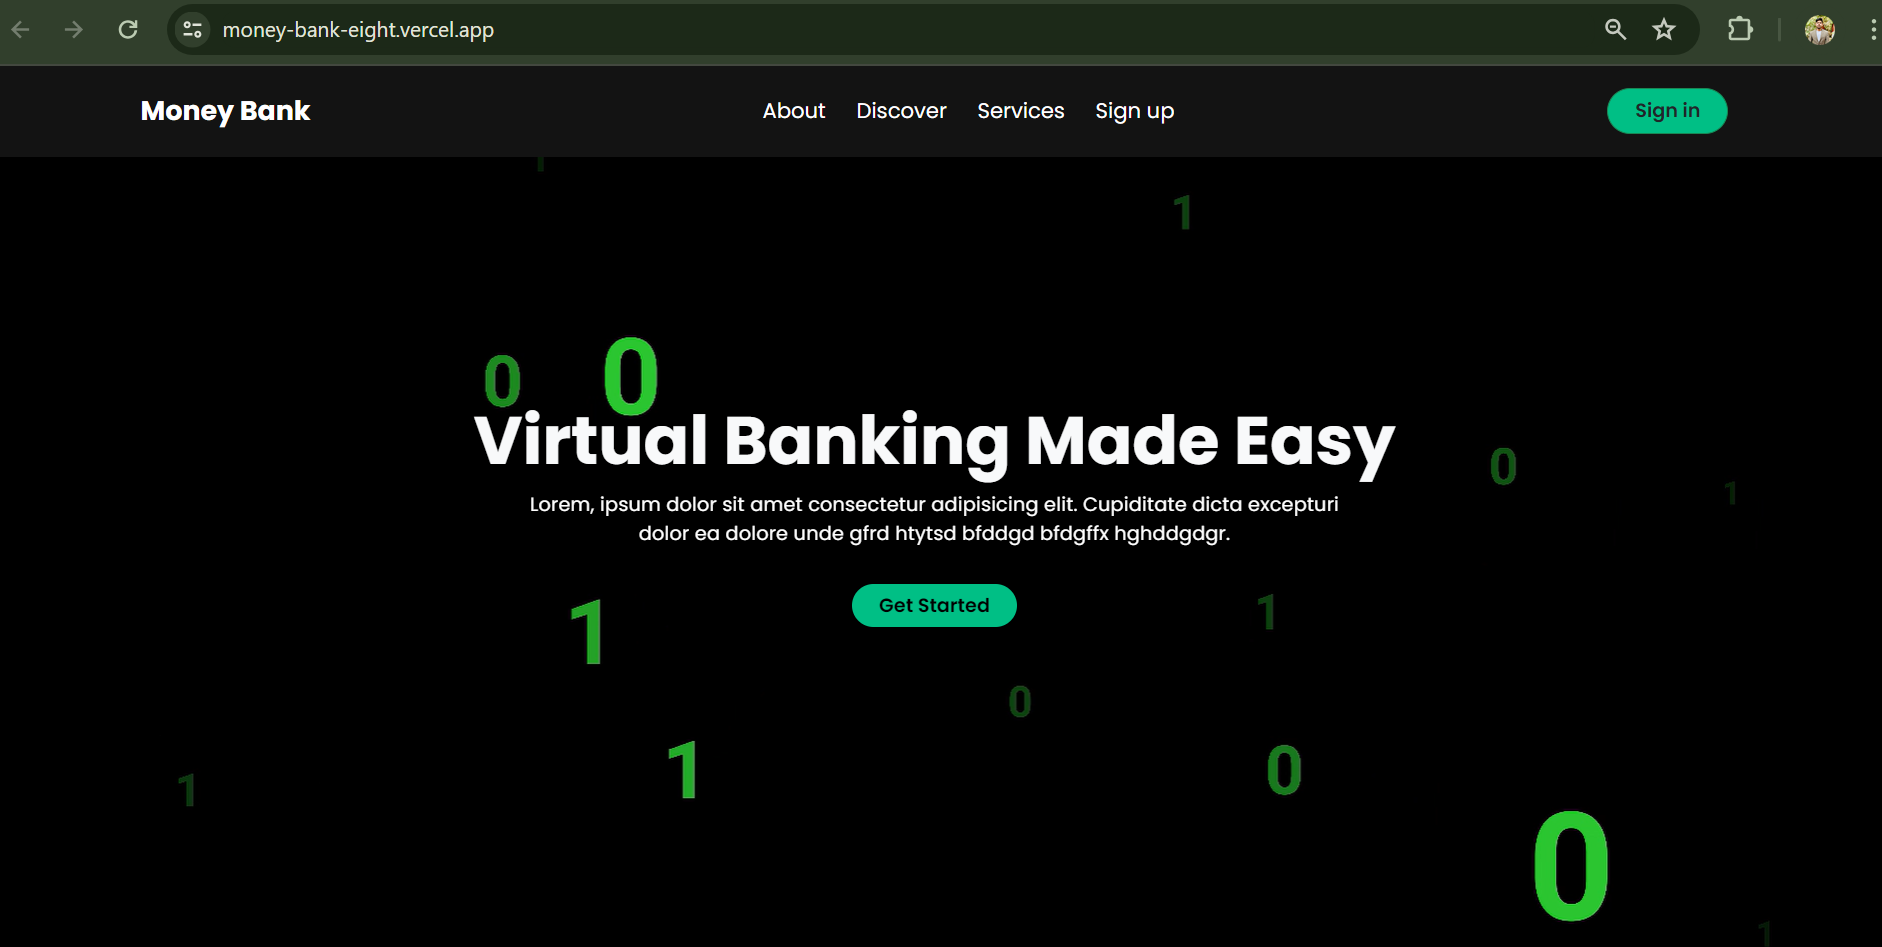 money-bank-eight.vercel.app
Money Bank
About Discover Services Sign up
Sign in
1
1
0 0
Virtual Banking Made Easy
0
1
Lorem, ipsum dolor sit amet consectetur adipisicing elit. Cupiditate dicta excepturi
dolor ea dolore unde gfrd htytsd bfddgd bfdgffx hghddgdgr.
Get Started
1
1
0
1
0
1
0
1